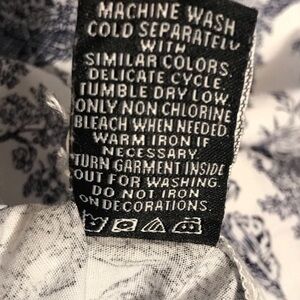 MACHINE WASH
COLD SEPARATELY
WITH
SIMILAR COLORS.
DELICATE CYCLE.
TUMBLE DRY LOW.
ONLY NON CHLORINE
BLEACH WHEN NEEDED.
WARM IRON IF
NECESSARY
TURN GARMENT INSIDE
OUT FOR WASHING.
DO NOT IRON
ON DECORATIONS.